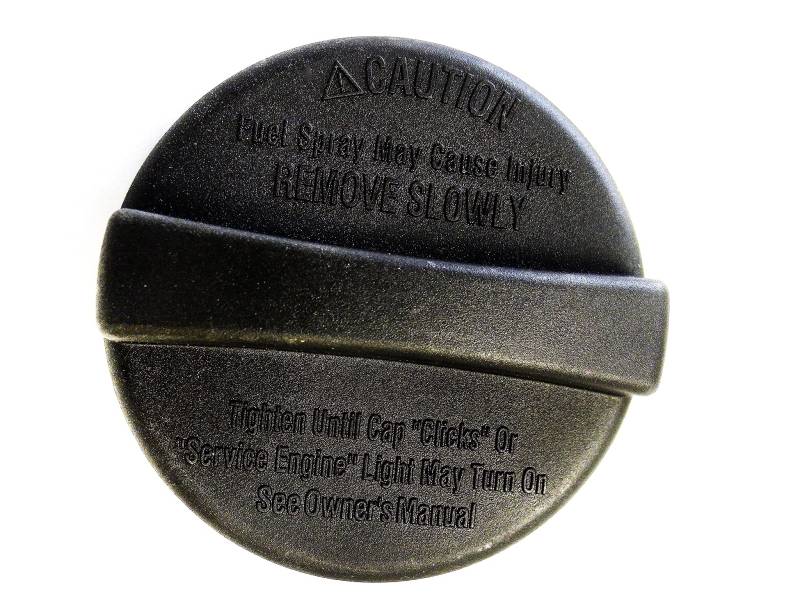 ⚠CAUTION
Fuel Spray May Cause Injury
REMOVE SLOWLY
Tighten Until Cap "Clicks" Or
"Service Engine" Light May Turn On
See Owner's Manual